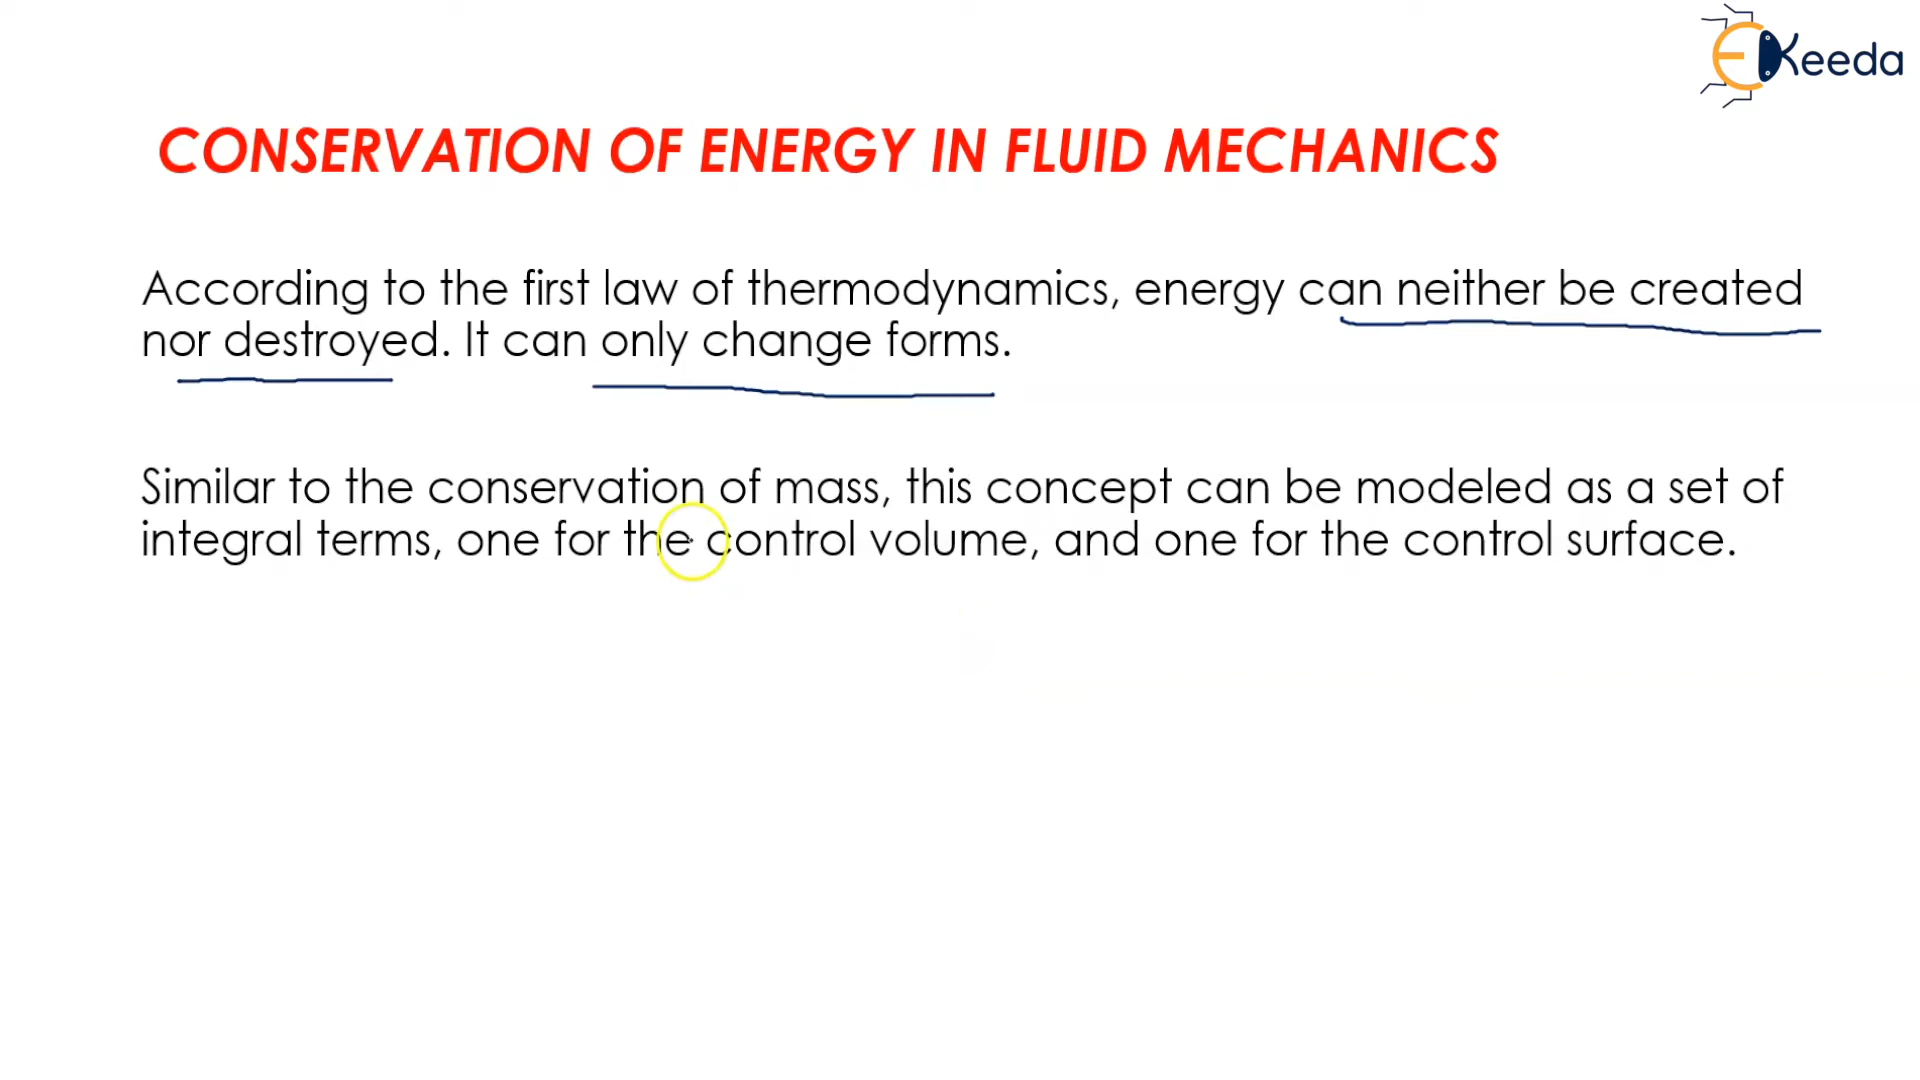 EKeeda
CONSERVATION OF ENERGY IN FLUID MECHANICS
According to the first law of thermodynamics, energy can neither be created
nor destroyed. It can only change forms.
Similar to the conservation of mass, this concept can be modeled as a set of
integral terms, one for the control volume, and one for the control surface.